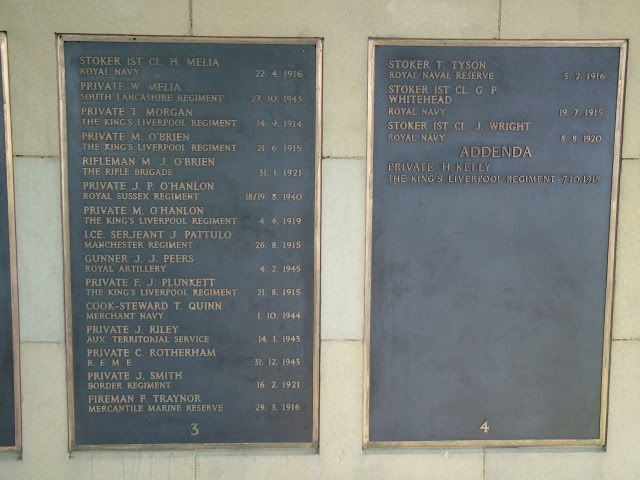 STOKER 1ST CL. H. MELIA
ROYAL NAVY 22. 4. 1916
PRIVATE W. MELIA
SOUTH LANCASHIRE REGIMENT 27. 10. 1943
PRIVATE T. MORGAN
THE KING'S LIVERPOOL REGIMENT 14. 9. 1914
PRIVATE M. O'BRIEN
THE KING'S LIVERPOOL REGIMENT 21. 6. 1915
RIFLEMAN M. J. O'BRIEN
THE RIFLE BRIGADE 31. 1. 1921
PRIVATE J. P. O'HANLON
ROYAL SUSSEX REGIMENT 18/19. 8. 1940
PRIVATE M. O'HANLON
THE KING'S LIVERPOOL REGIMENT 4. 4. 1919
LCE. SERJEANT J. PATTULO
MANCHESTER REGIMENT 26. 8. 1915
GUNNER J. J. PEERS
ROYAL ARTILLERY 4. 2. 1945
PRIVATE F. J. PLUNKETT
THE KING'S LIVERPOOL REGIMENT 21. 8. 1915
COOK-STEWARD T. QUINN
MERCHANT NAVY 1. 10. 1944
PRIVATE J. RILEY
AUX. TERRITORIAL SERVICE 14. 1. 1943
PRIVATE C. ROTHERHAM
R. E. M. E. 31. 12. 1943
PRIVATE J. SMITH
BORDER REGIMENT 16. 2. 1921
FIREMAN F. TRAYNOR
MERCANTILE MARINE RESERVE 29. 3. 1916
3
STOKER T. TYSON
ROYAL NAVAL RESERVE 5. 2. 1916
STOKER 1ST CL. G. P.
WHITEHEAD
ROYAL NAVY 19. 7. 1915
STOKER 1ST CL. J. WRIGHT
ROYAL NAVY 8. 8. 1920
ADDENDA
PRIVATE H. KELLY
THE KING'S LIVERPOOL REGIMENT 7.10.1918
4